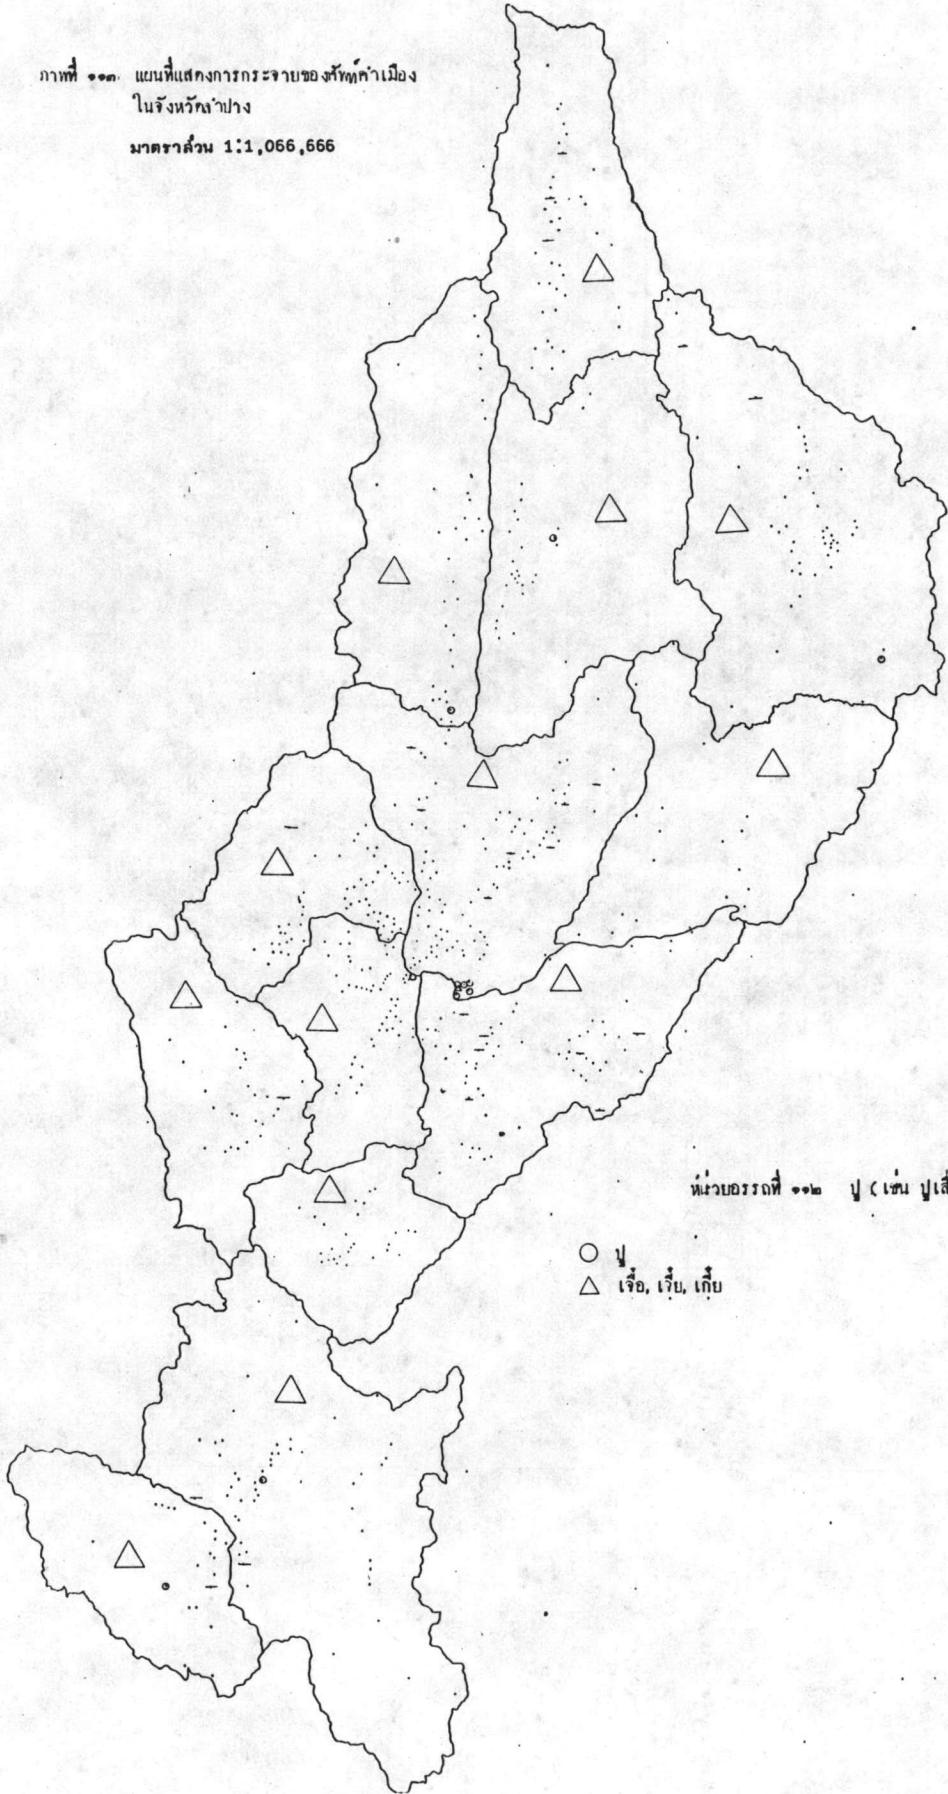 ภาพที่ ๑๑๓. แผนที่แสดงการกระจายของศัพท์คำเมือง
ในจังหวัดลำปาง
มาตราส่วน 1:1,066,666
หน่วยอรรถที่ ๑๑๒ ปู (เช่น ปูเสื่
○ ปู
△ เจื้อ, เจี้ย, เกี้ย